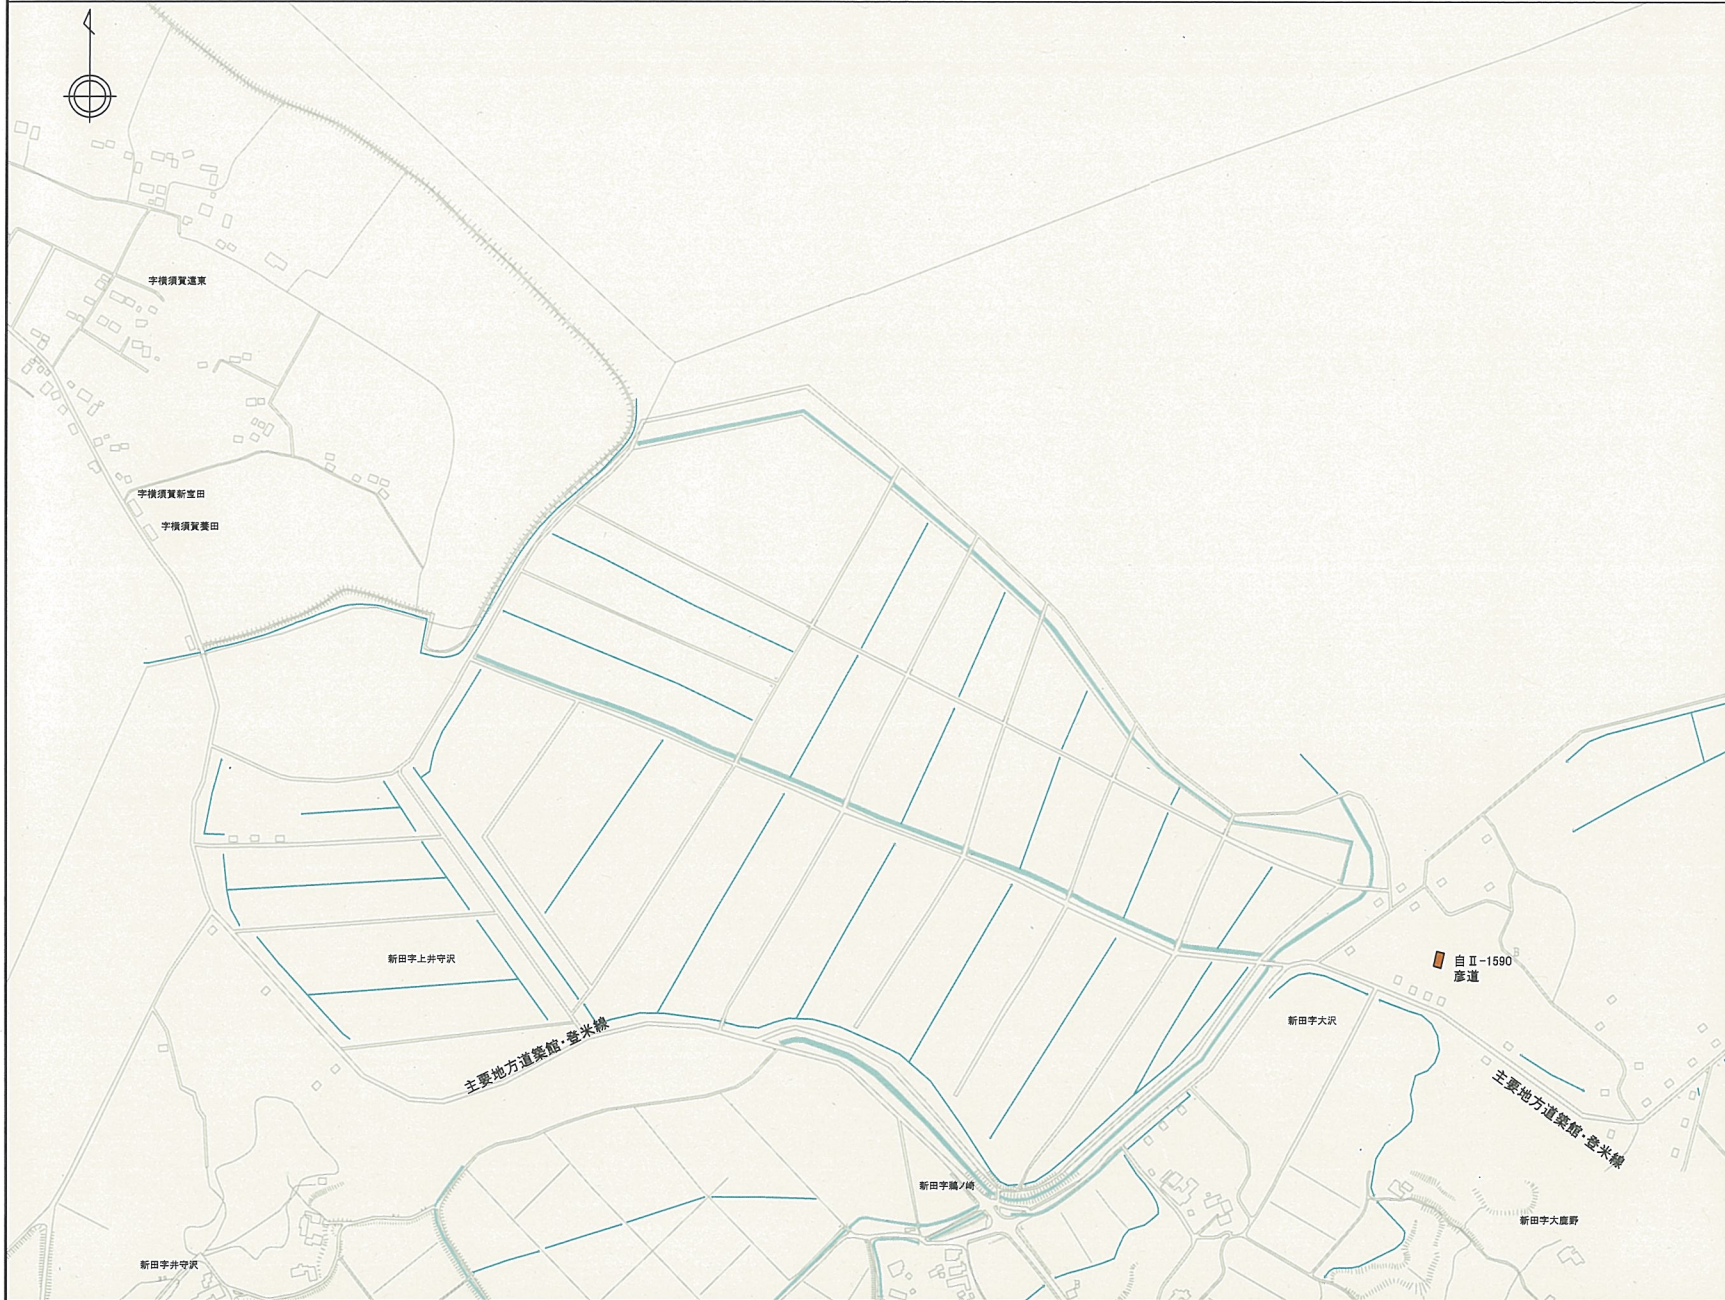 字横須賀遠東
字横須賀新宝田
字横須賀養田
新田字上井守沢
主要地方道築館・登米線
自Ⅱ-1590
彦道
新田字大沢
主要地方道築館・登米線
新田字鵜ノ崎
新田字大鹿野
新田字井守沢